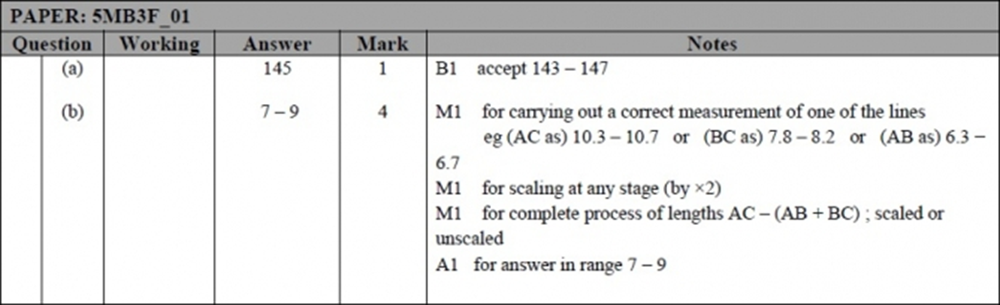 PAPER: 5MB3F_01
Question Working Answer Mark Notes
(a) 145 1 B1 accept 143 – 147
(b) 7 – 9 4 M1 for carrying out a correct measurement of one of the lines
eg (AC as) 10.3 – 10.7 or (BC as) 7.8 – 8.2 or (AB as) 6.3 –
6.7
M1 for scaling at any stage (by ×2)
M1 for complete process of lengths AC – (AB + BC) ; scaled or
unscaled
A1 for answer in range 7 – 9